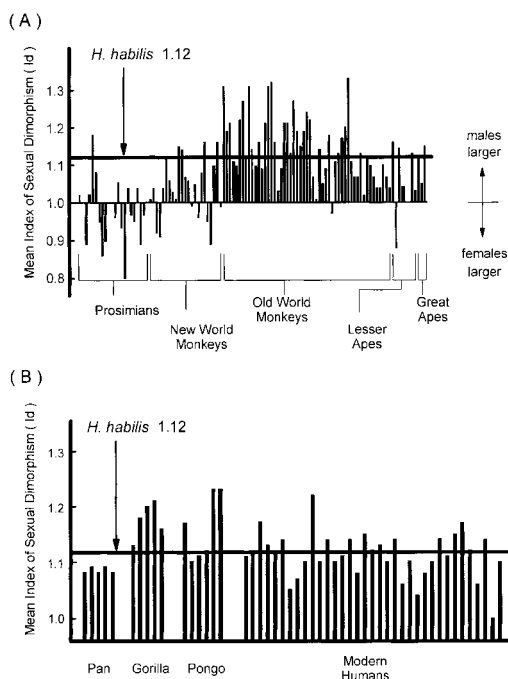 ( A )
H. habilis 1.12
Mean Index of Sexual Dimorphism ( Id )
1.3
1.2
1.1
1.0
0.9
0.8
males
larger
females
larger
Prosimians
New World
Monkeys
Old World
Monkeys
Lesser
Apes
Great
Apes
( B )
H. habilis 1.12
Mean Index of Sexual Dimorphism ( Id )
1.3
1.2
1.1
1.0
Pan
Gorilla
Pongo
Modern
Humans